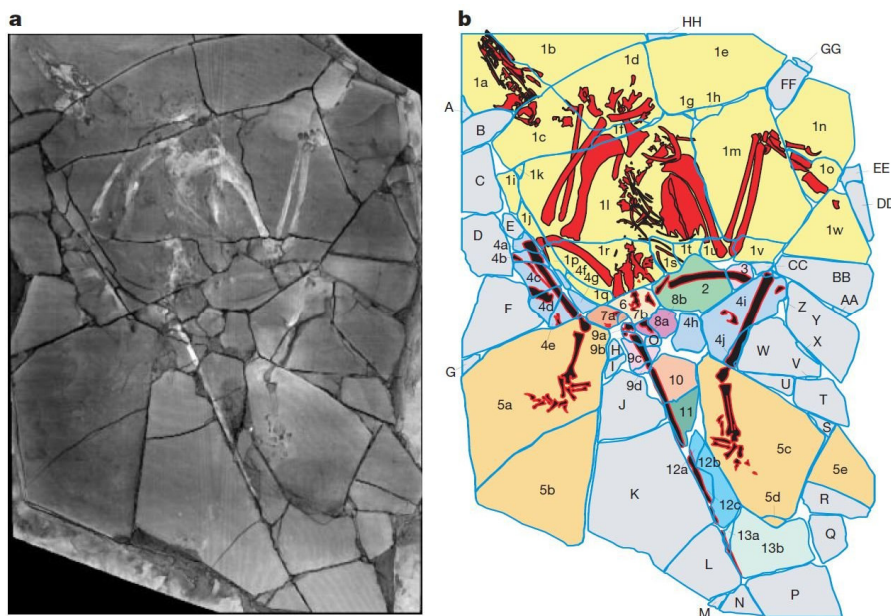 a
b
HH
GG
FF
A
B
C
D
E
EE
DD
F
G
1a
1b
1c
1d
1e
1f
1g
1h
1i
1j
1k
1l
1m
1n
1o
1p
1q
1r
1s
1t
1u
1v
1w
2
3
4a
4b
4c
4d
4e
4f
4g
4h
4i
4j
5a
5b
5c
5d
5e
6
7a
7b
8a
8b
9a
9b
9c
9d
10
11
12a
12b
12c
13a
13b
CC
BB
AA
Z
Y
X
W
V
U
T
S
R
Q
P
O
N
M
L
K
J
I
H